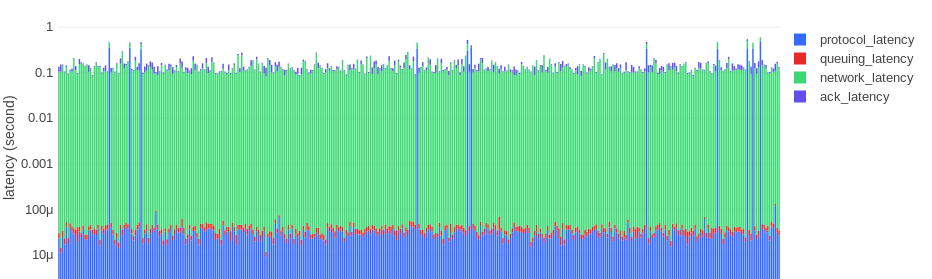 1
0.1
0.01
0.001
100μ
10μ
latency (second)
protocol_latency
queuing_latency
network_latency
ack_latency